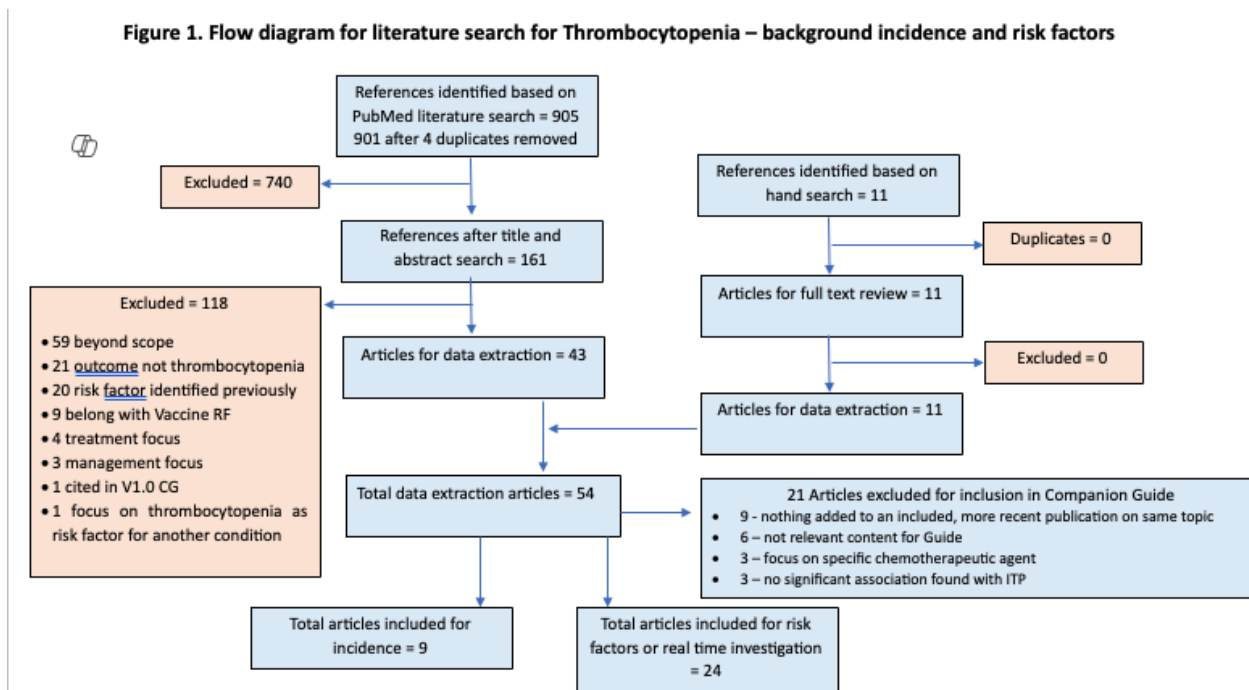 Figure 1. Flow diagram for literature search for Thrombocytopenia – background incidence and risk factors
References identified based on
PubMed literature search = 905
901 after 4 duplicates removed
Excluded = 740
References identified based on
hand search = 11
References after title and
abstract search = 161
Duplicates = 0
Excluded = 118
• 59 beyond scope
• 21 outcome not thrombocytopenia
• 20 risk factor identified previously
• 9 belong with Vaccine RF
• 4 treatment focus
• 3 management focus
• 1 cited in V1.0 CG
• 1 focus on thrombocytopenia as
risk factor for another condition
Articles for full text review = 11
Articles for data extraction = 43
Excluded = 0
Articles for data extraction = 11
Total data extraction articles = 54
21 Articles excluded for inclusion in Companion Guide
• 9 - nothing added to an included, more recent publication on same topic
• 6 – not relevant content for Guide
• 3 – focus on specific chemotherapeutic agent
• 3 – no significant association found with ITP
Total articles included for
incidence = 9
Total articles included for risk
factors or real time investigation
= 24